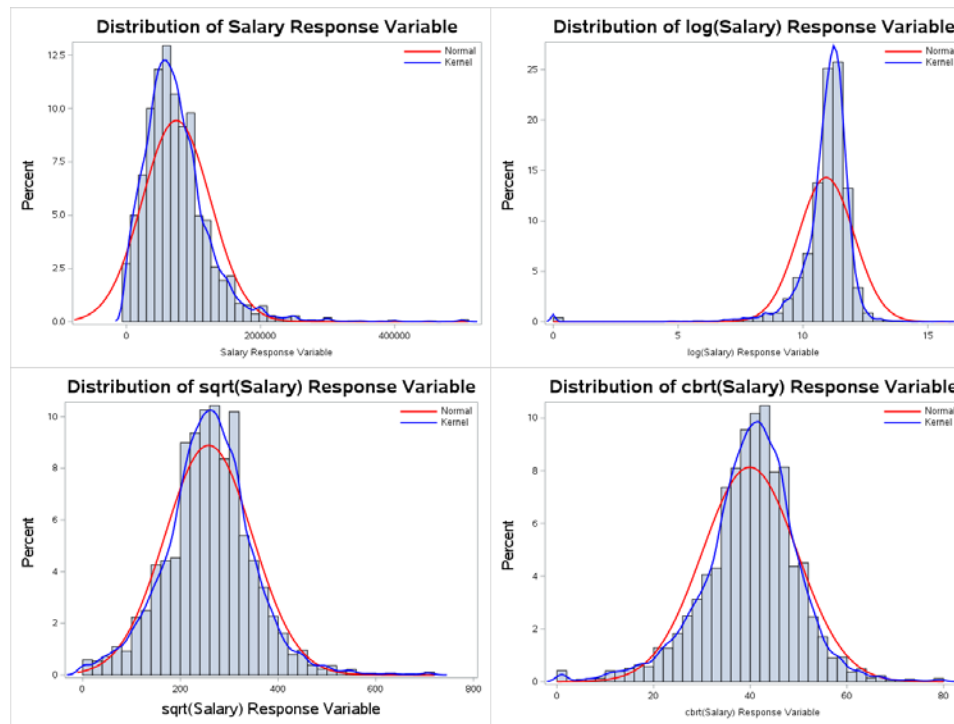 Distribution of Salary Response Variable
Normal
Kernel
12.5
10.0
7.5
5.0
2.5
0.0
Percent
0
200000
400000
Salary Response Variable
Distribution of log(Salary) Response Variable
Normal
Kernel
25
20
15
10
5
0
Percent
0
5
10
15
log(Salary) Response Variable
Distribution of sqrt(Salary) Response Variable
Normal
Kernel
10
8
6
4
2
0
Percent
0
200
400
600
800
sqrt(Salary) Response Variable
Distribution of cbrt(Salary) Response Variable
Normal
Kernel
10
8
6
4
2
0
Percent
0
20
40
60
80
cbrt(Salary) Response Variable